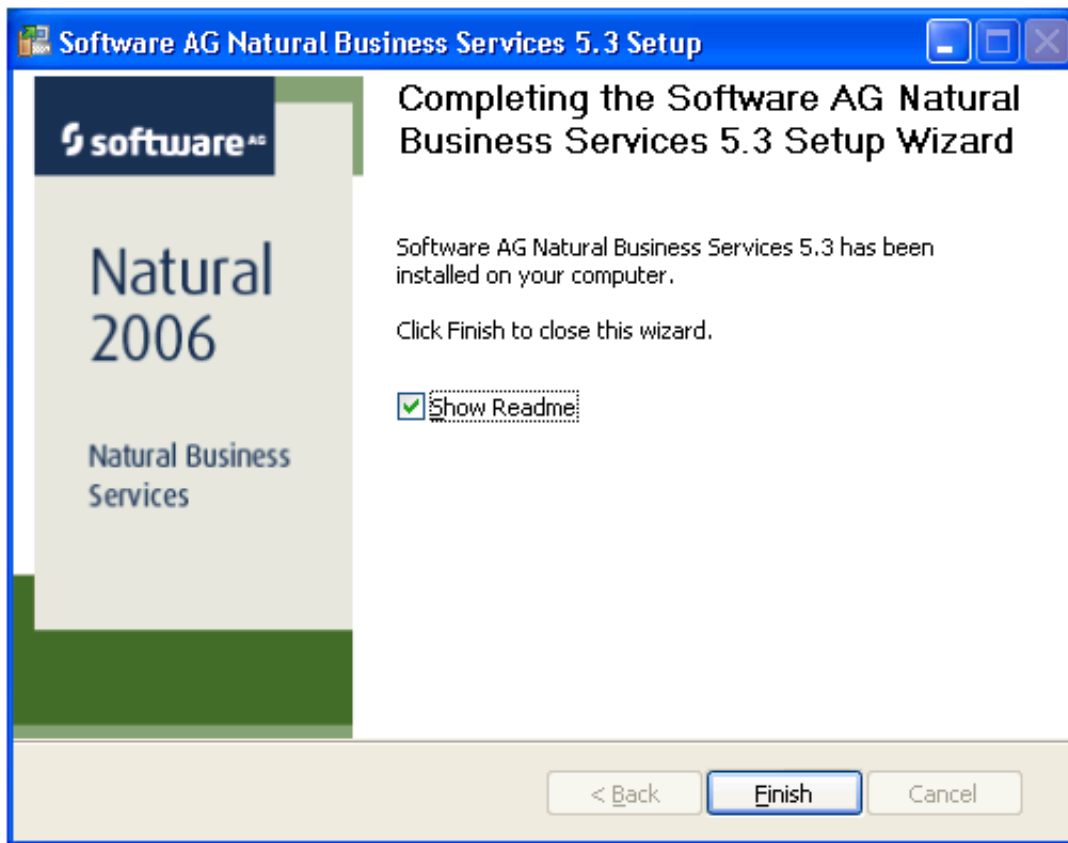 Software AG Natural Business Services 5.3 Setup
software AG
Natural
2006
Natural Business
Services
Completing the Software AG Natural
Business Services 5.3 Setup Wizard
Software AG Natural Business Services 5.3 has been
installed on your computer.
Click Finish to close this wizard.
Show Readme
< Back
Finish
Cancel